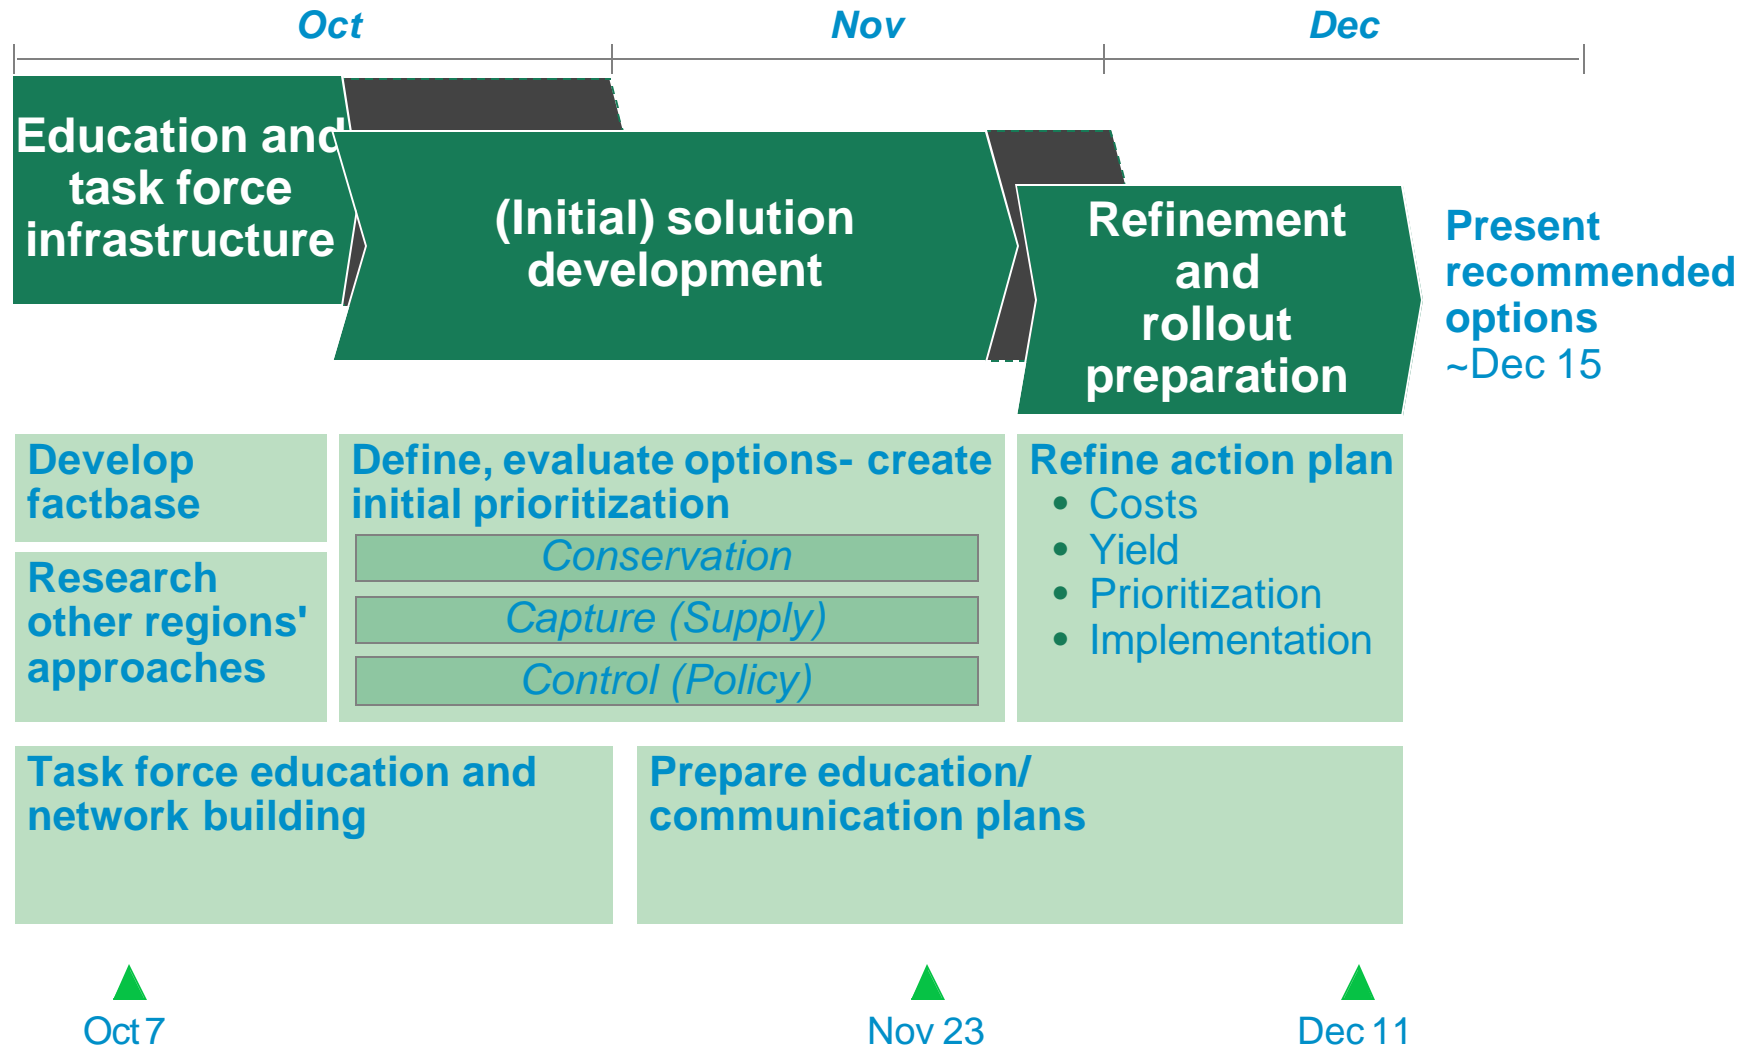 Oct
Nov
Dec
Education and
task force
infrastructure
(Initial) solution
development
Refinement
and
rollout
preparation
Present
recommended
options
~Dec 15
Develop
factbase
Research
other regions'
approaches
Define, evaluate options- create
initial prioritization
Conservation
Capture (Supply)
Control (Policy)
Refine action plan
• Costs
• Yield
• Prioritization
• Implementation
Task force education and
network building
Prepare education/
communication plans
Oct 7
Nov 23
Dec 11